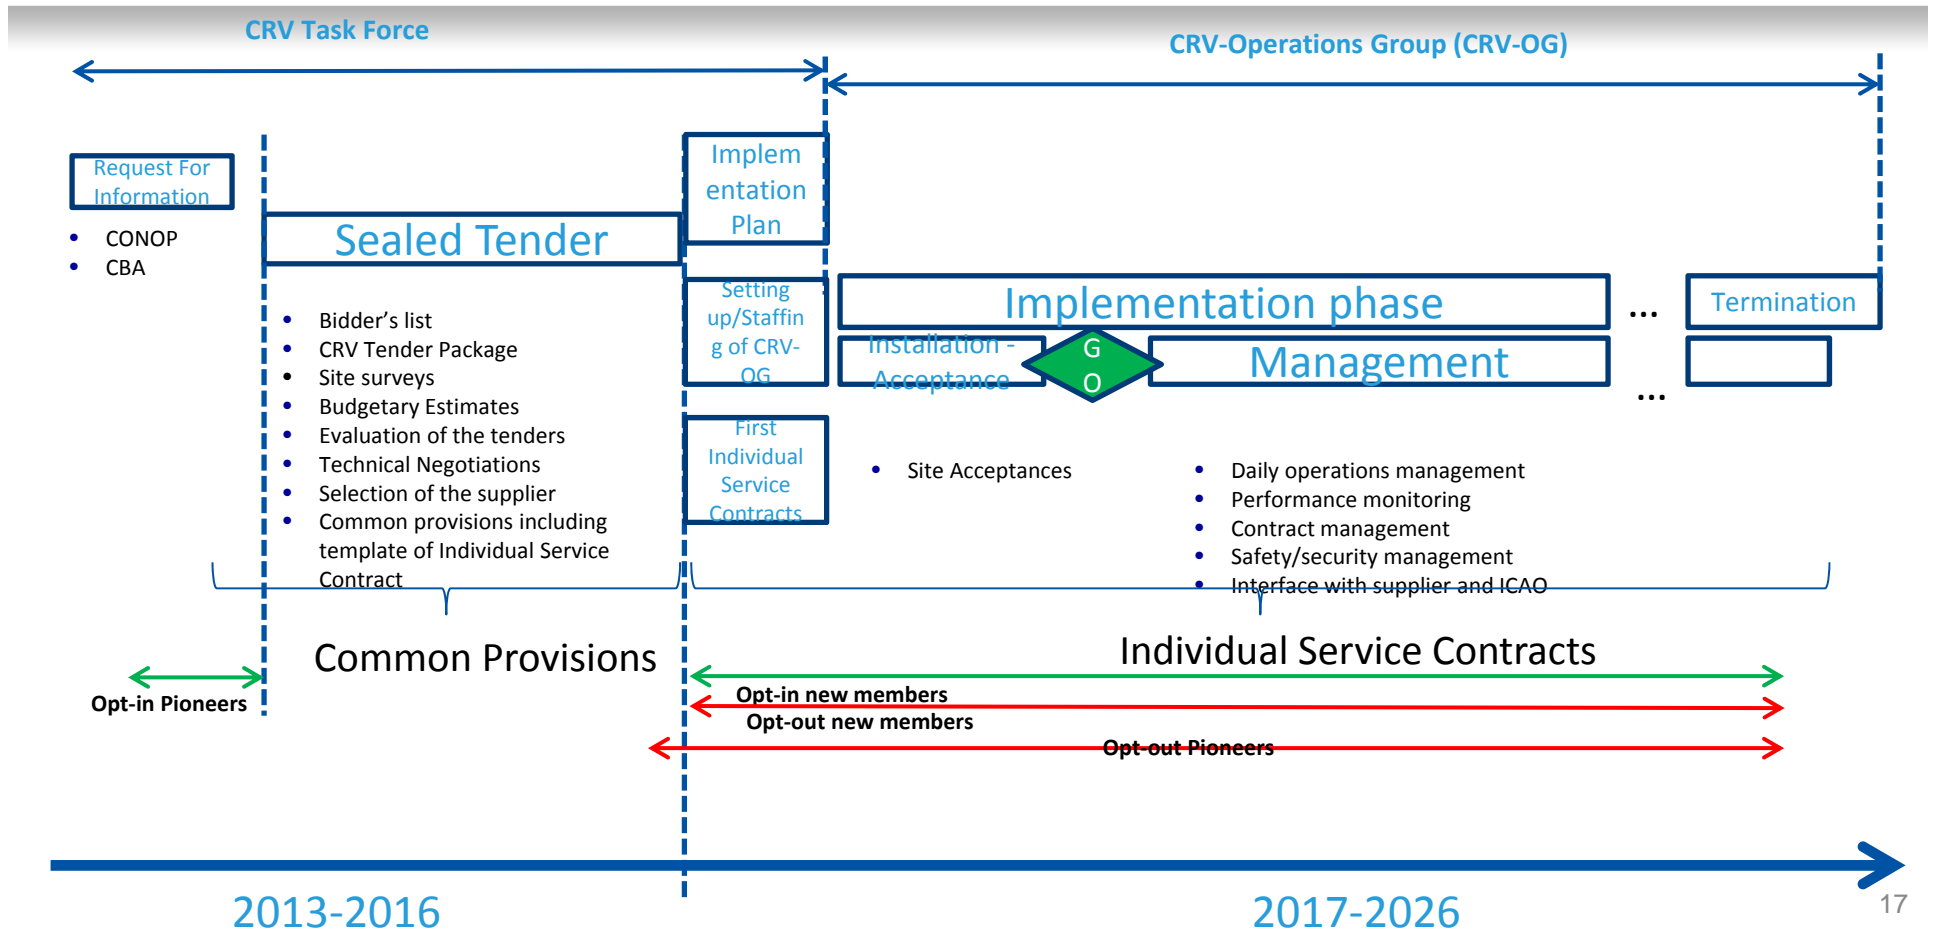 CRV Task Force
CRV-Operations Group (CRV-OG)
Request For
Information
• CONOP
• CBA
Sealed Tender
• Bidder's list
• CRV Tender Package
• Site surveys
• Budgetary Estimates
• Evaluation of the tenders
• Technical Negotiations
• Selection of the supplier
• Common provisions including
template of Individual Service
Contract
Implem
entation
Plan
Setting
up/Staffin
g of CRV-
OG
First
Individual
Service
Contracts
Implementation phase
...
Termination
Installation -
Acceptance
G
O
Management
...
• Site Acceptances
• Daily operations management
• Performance monitoring
• Contract management
• Safety/security management
• Interface with supplier and ICAO
Common Provisions
Individual Service Contracts
Opt-in Pioneers
Opt-in new members
Opt-out new members
Opt-out Pioneers
2013-2016
2017-2026
17